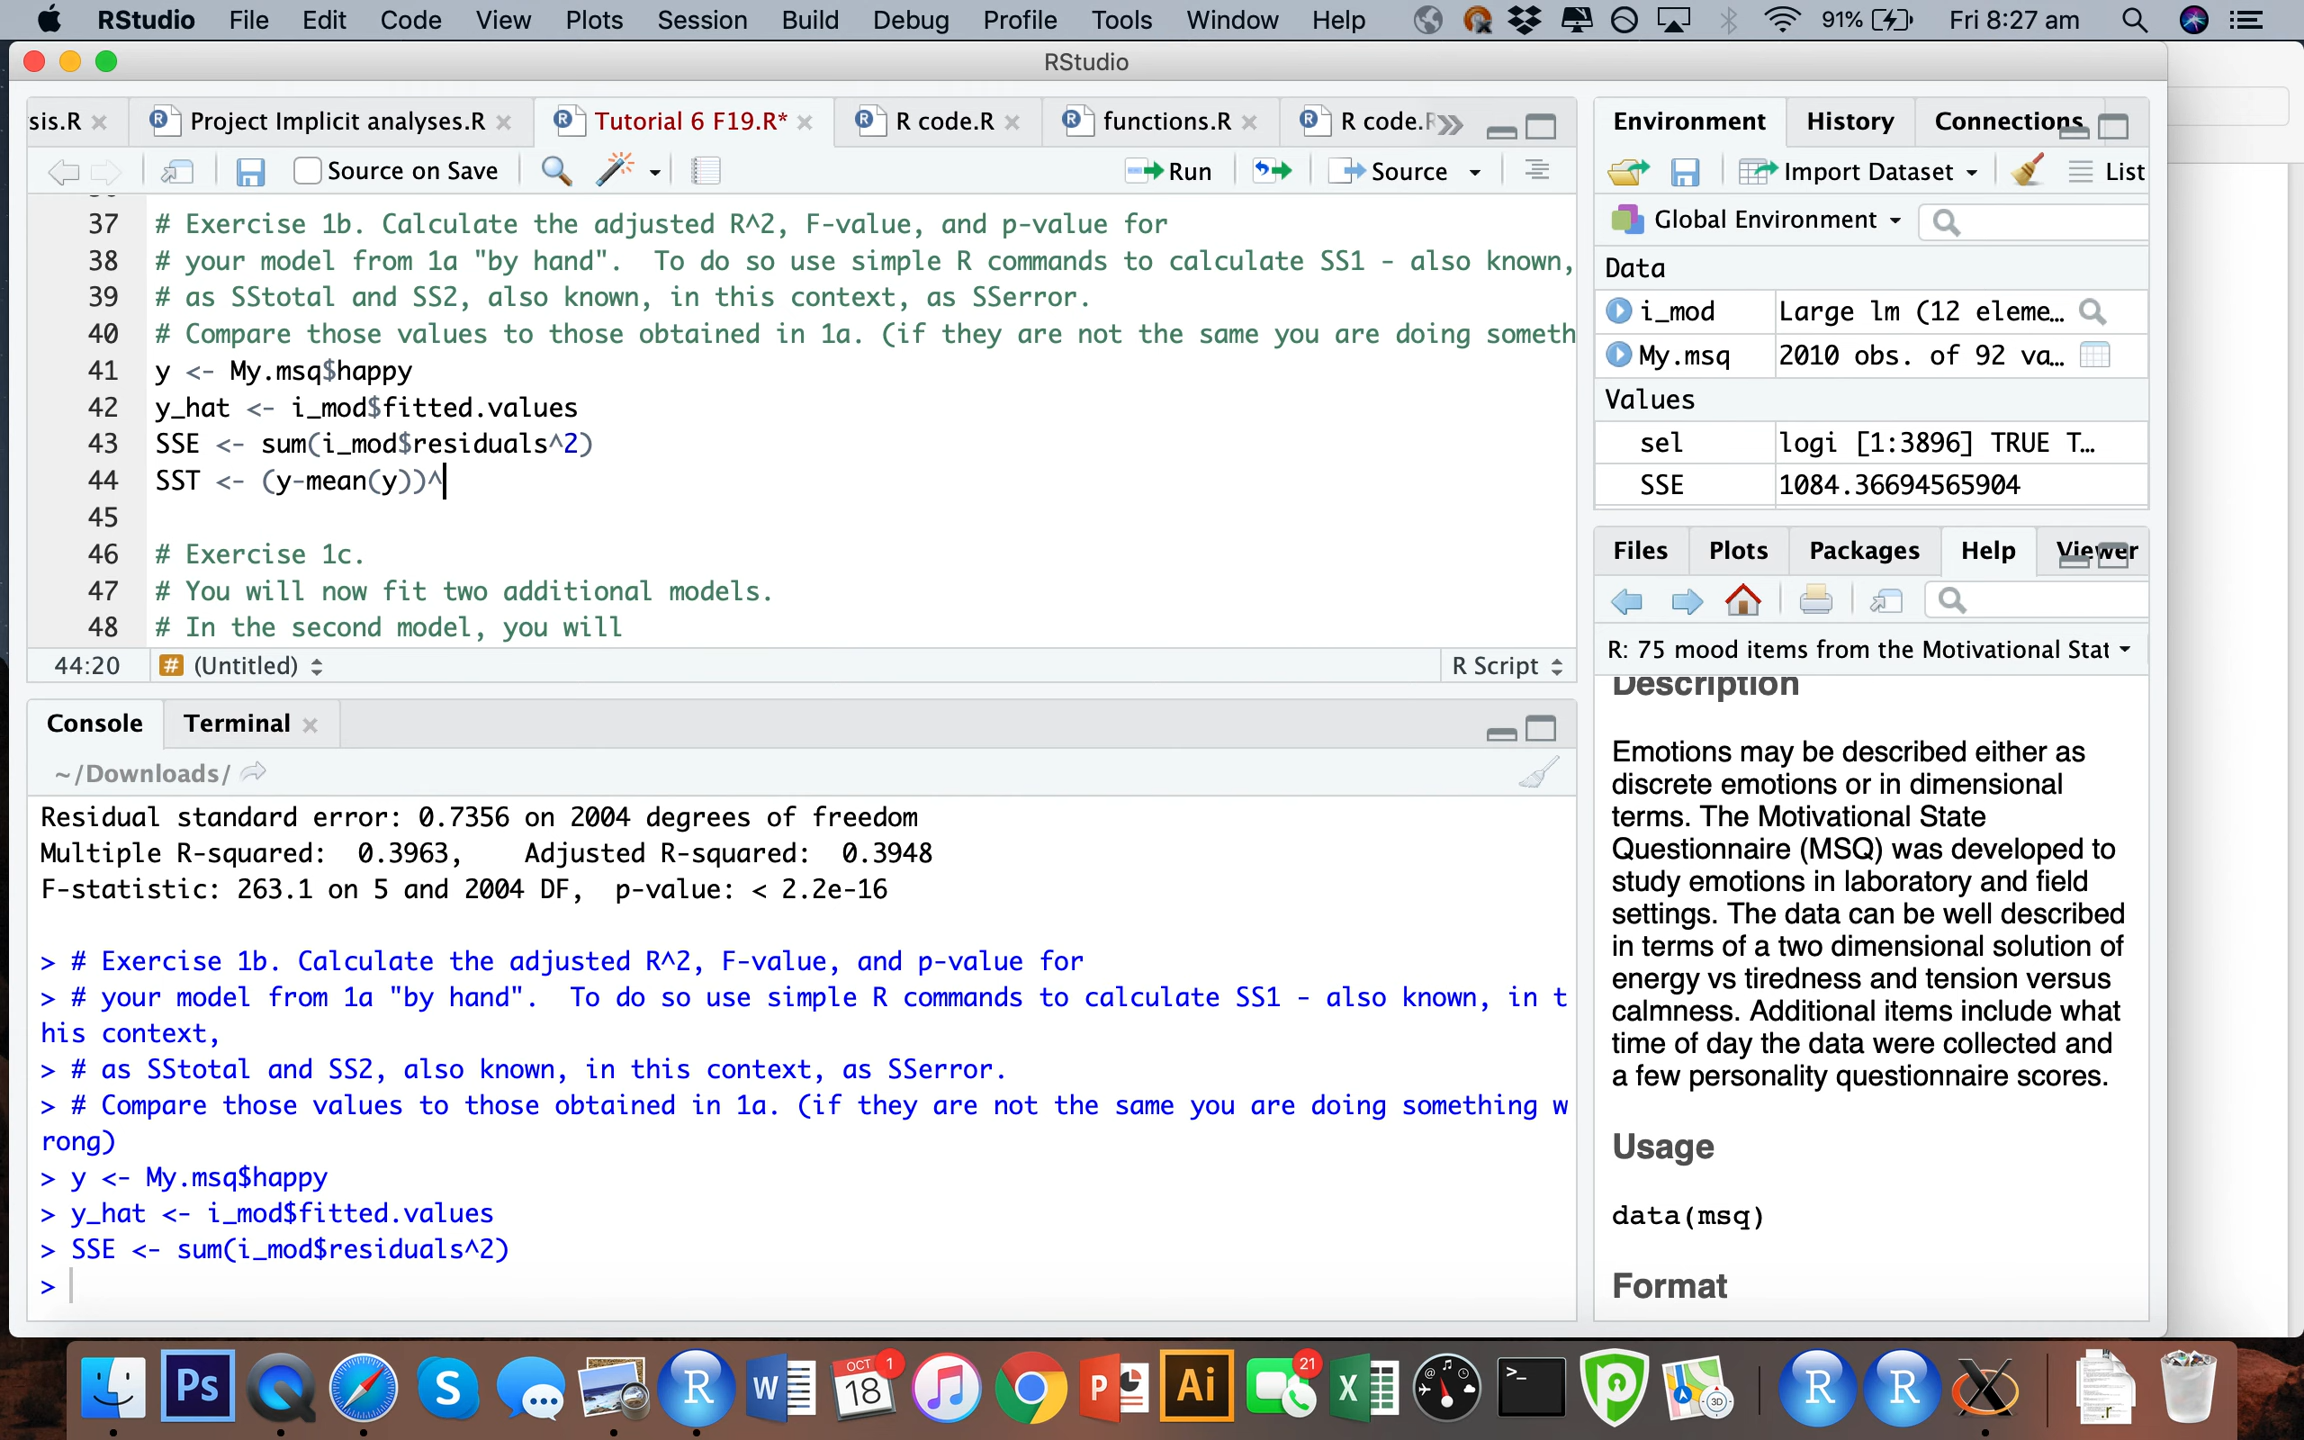 RStudio File Edit Code View Plots Session Build Debug Profile Tools Window Help 91% Fri 8:27 am
RStudio
sis.R Project Implicit analyses.R Tutorial 6 F19.R* R code.R functions.R R code.R
Source on Save Run Source
37 # Exercise 1b. Calculate the adjusted R^2, F-value, and p-value for
38 # your model from 1a "by hand".  To do so use simple R commands to calculate SS1 - also known,
39 # as SStotal and SS2, also known, in this context, as SSerror.
40 # Compare those values to those obtained in 1a. (if they are not the same you are doing someth
41 y <- My.msq$happy
42 y_hat <- i_mod$fitted.values
43 SSE <- sum(i_mod$residuals^2)
44 SST <- (y-mean(y))^
45
46 # Exercise 1c.
47 # You will now fit two additional models.
48 # In the second model, you will
44:20 # (Untitled) R Script
Console Terminal
~/Downloads/
Residual standard error: 0.7356 on 2004 degrees of freedom
Multiple R-squared:  0.3963,    Adjusted R-squared:  0.3948
F-statistic: 263.1 on 5 and 2004 DF,  p-value: < 2.2e-16
> # Exercise 1b. Calculate the adjusted R^2, F-value, and p-value for
> # your model from 1a "by hand".  To do so use simple R commands to calculate SS1 - also known, in t
his context,
> # as SStotal and SS2, also known, in this context, as SSerror.
> # Compare those values to those obtained in 1a. (if they are not the same you are doing something w
rong)
> y <- My.msq$happy
> y_hat <- i_mod$fitted.values
> SSE <- sum(i_mod$residuals^2)
>
Environment History Connections
Import Dataset List
Global Environment
Data
i_mod Large lm (12 eleme…
My.msq 2010 obs. of 92 va…
Values
sel logi [1:3896] TRUE T…
SSE 1084.36694565904
Files Plots Packages Help Viewer
R: 75 mood items from the Motivational Stat
Description
Emotions may be described either as
discrete emotions or in dimensional
terms. The Motivational State
Questionnaire (MSQ) was developed to
study emotions in laboratory and field
settings. The data can be well described
in terms of a two dimensional solution of
energy vs tiredness and tension versus
calmness. Additional items include what
time of day the data were collected and
a few personality questionnaire scores.
Usage
data(msq)
Format
Ps S R W OCT 18 1 P Ai 21 X >_ P 3D R R X .r